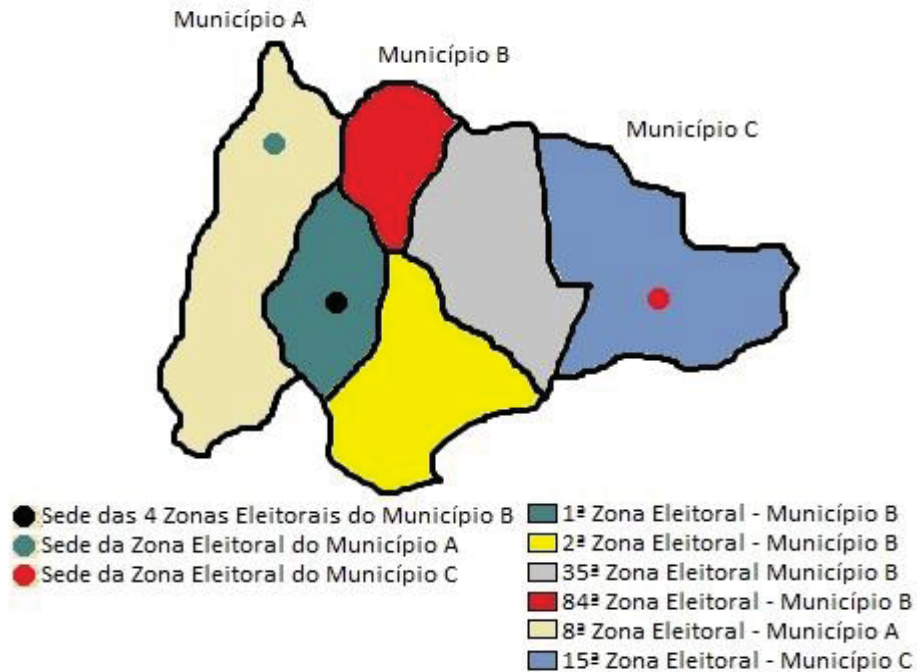 Município A
Município B
Município C
Sede das 4 Zonas Eleitorais do Município B
Sede da Zona Eleitoral do Município A
Sede da Zona Eleitoral do Município C
1ª Zona Eleitoral - Município B
2ª Zona Eleitoral - Município B
35ª Zona Eleitoral Município B
84ª Zona Eleitoral - Município B
8ª Zona Eleitoral - Município A
15ª Zona Eleitoral - Município C